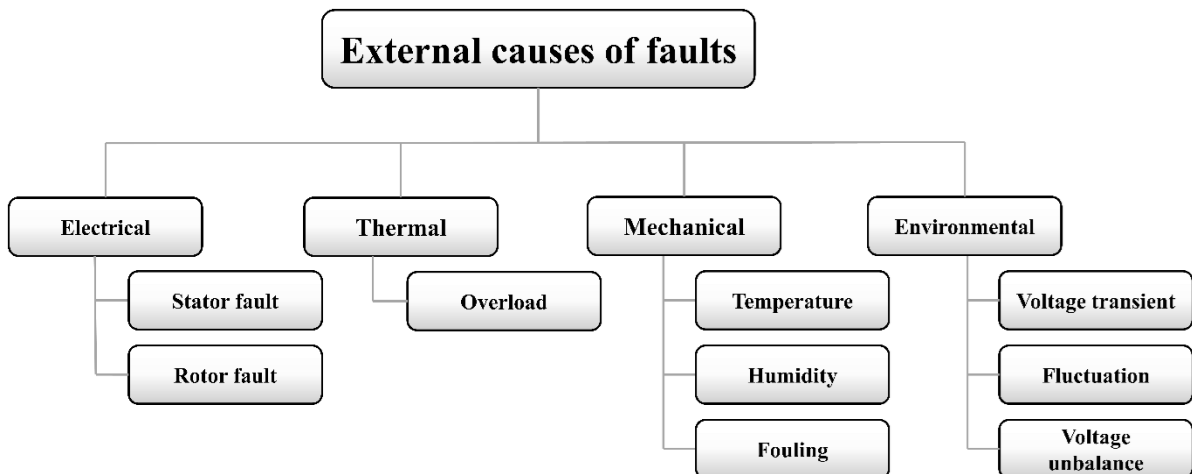 External causes of faults
Electrical
Thermal
Mechanical
Environmental
Stator fault
Overload
Temperature
Voltage transient
Rotor fault
Humidity
Fluctuation
Fouling
Voltage
unbalance